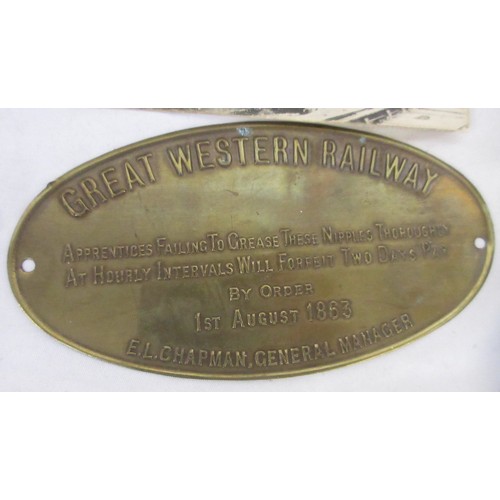 GREAT WESTERN RAILWAY
APPRENTICES FAILING TO GREASE THESE NIPPLES THOROUGHLY
AT HOURLY INTERVALS WILL FORFEIT TWO DAYS PAY
BY ORDER
1ST AUGUST 1863
E.L. CHAPMAN, GENERAL MANAGER